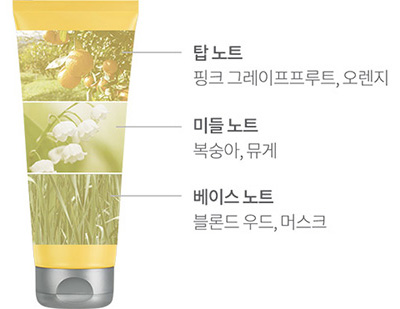 탑 노트
핑크 그레이프프루트, 오렌지
미들 노트
복숭아, 뮤게
베이스 노트
블론드 우드, 머스크